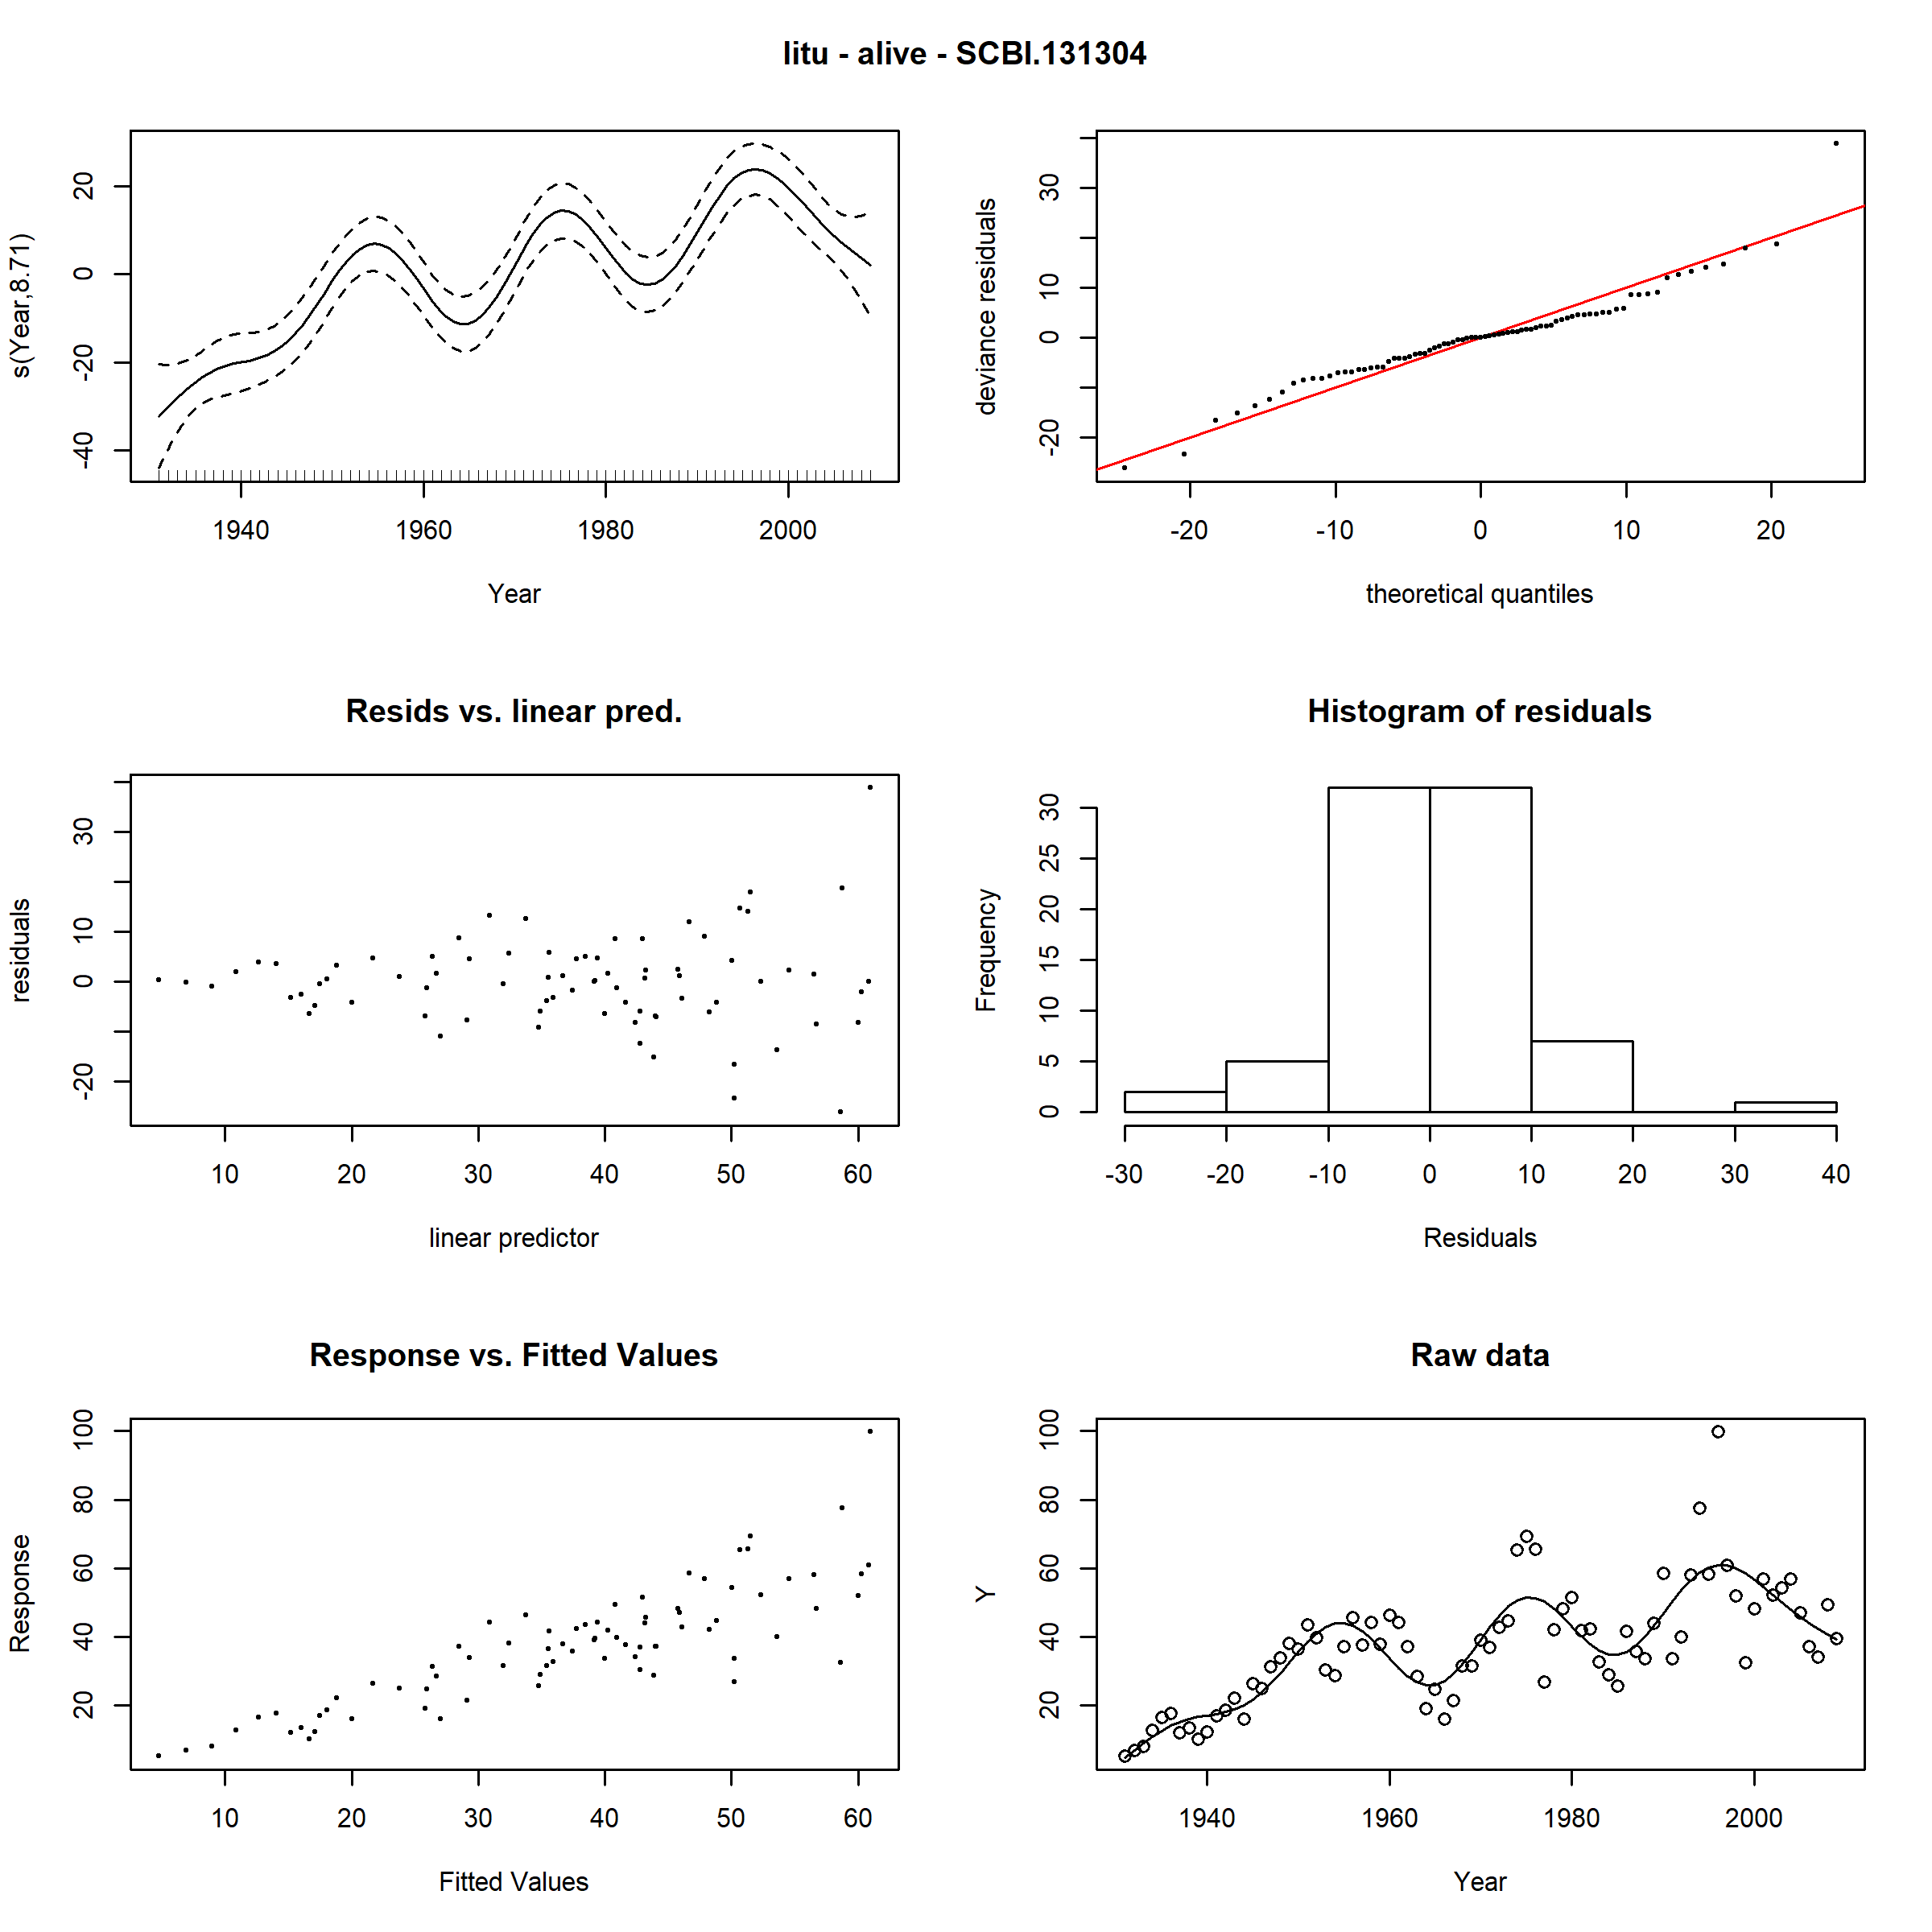 litu - alive - SCBI.131304
s(Year,8.71)
20
0
-20
-40
1940 1960 1980 2000
Year
deviance residuals
30
10
0
-20
-20 -10 0 10 20
theoretical quantiles
Resids vs. linear pred.
residuals
30
10
0
-20
10 20 30 40 50 60
linear predictor
Histogram of residuals
Frequency
30
25
20
15
10
5
0
-30 -20 -10 0 10 20 30 40
Residuals
Response vs. Fitted Values
Response
100
80
60
40
20
10 20 30 40 50 60
Fitted Values
Raw data
Y
100
80
60
40
20
1940 1960 1980 2000
Year